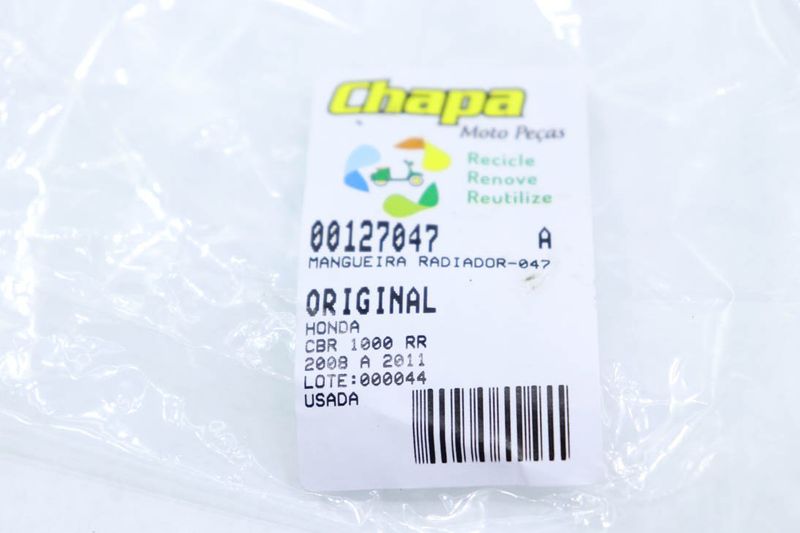 Chapa
Moto Peças
Recicle
Renove
Reutilize
00127047 A
MANGUEIRA RADIADOR-047
ORIGINAL
HONDA
CBR 1000 RR
2008 A 2011
LOTE:000044
USADA